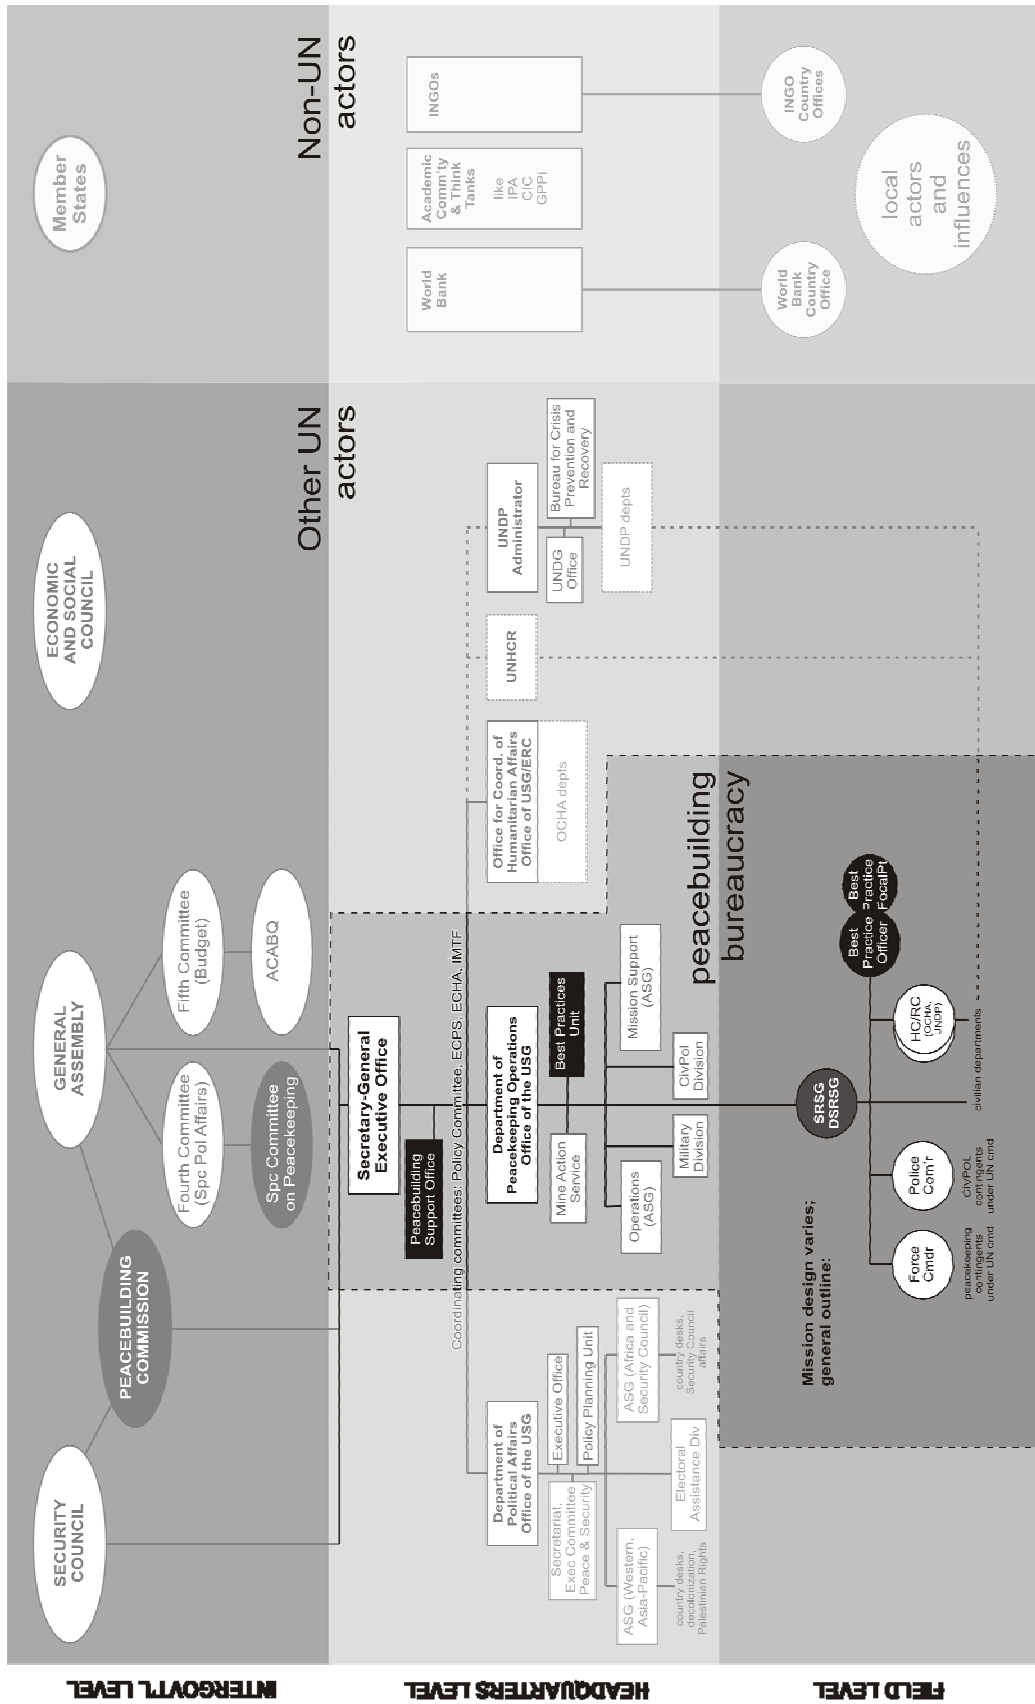 INTERGOVT'L LEVEL
SECURITY
COUNCIL
PEACEBUILDING
COMMISSION
GENERAL
ASSEMBLY
Fourth Committee
(Spc Pol Affairs)
Spc Committee
on Peacekeeping
Fifth Committee
(Budget)
ACABQ
ECONOMIC
AND SOCIAL
COUNCIL
Member
States
Other UN
actors
Non-UN
actors
HEADQUARTERS LEVEL
Secretary-General
Executive Office
Peacebuilding
Support Office
Coordinating committees: Policy Committee, ECPS, ECHA, IMTF
Department of
Political Affairs
Office of the USG
Executive Office
Secretariat,
Exec Committee
Peace & Security
Policy Planning Unit
ASG (Western,
Asia-Pacific)
country desks,
decolonization,
Palestinian Rights
Electoral
Assistance Div
ASG (Africa and
Security Council)
country desks,
Security Council
affairs
Department of
Peacekeeping Operations
Office of the USG
Mine Action
Service
Best Practices
Unit
Operations
(ASG)
Military
Division
CivPol
Division
Mission Support
(ASG)
Office for Coord. of
Humanitarian Affairs
Office of USG/ERC
OCHA depts
UNHCR
UNDP
Administrator
UNDG
Office
Bureau for Crisis
Prevention and
Recovery
UNDP depts
World
Bank
Academic
Comm'ty
& Think
Tanks
like
IPA
CIC
GPPi
INGOs
peacebuilding
bureaucracy
FIELD LEVEL
Mission design varies;
general outline:
SRSG
DSRSG
Force
Cmdr
peacekeeping
contingents
under UN cmd
Police
Com'r
CIVPOL
contingents
under UN cmd
civilian departments
HC/RC
(OCHA,
UNDP)
Best
Practice
Officer
Best
Practice
FocalPt
World
Bank
Country
Office
INGO
Country
Offices
local
actors
and
influences